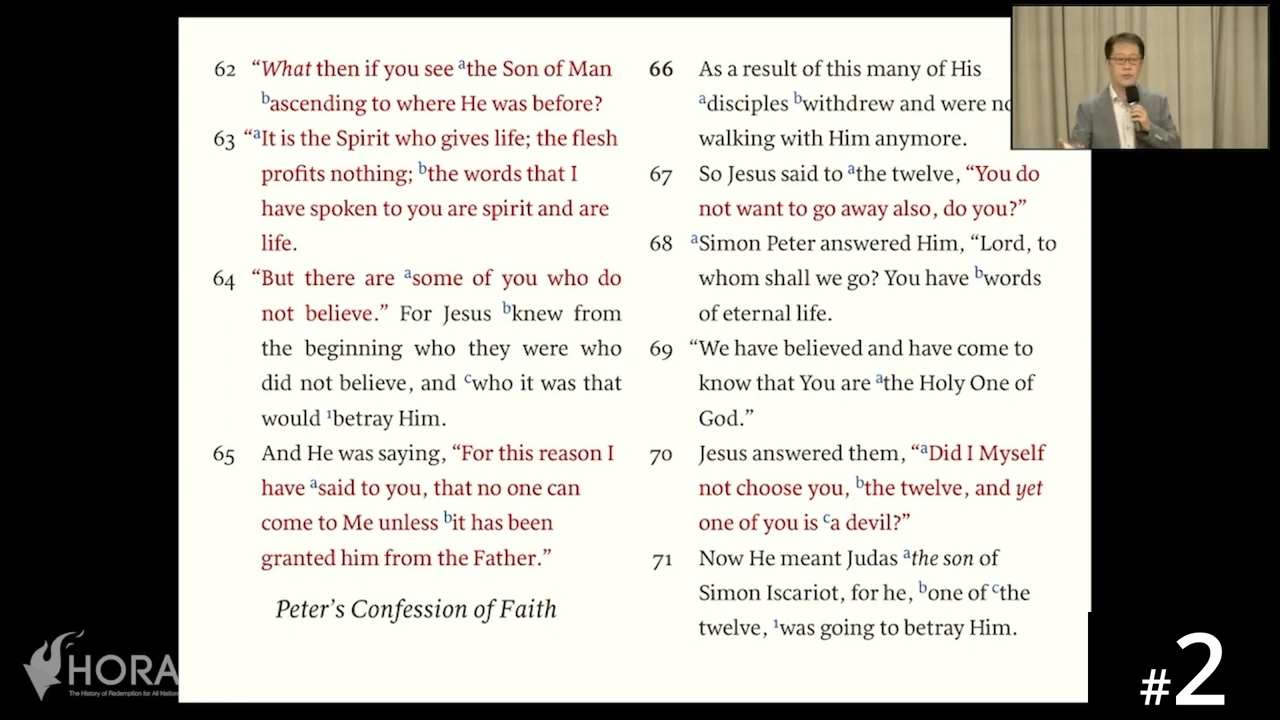 62 “What then if you see ᵃthe Son of Man
ᵇascending to where He was before?
63 “ᵃIt is the Spirit who gives life; the flesh
profits nothing; ᵇthe words that I
have spoken to you are spirit and are
life.
64 “But there are ᵃsome of you who do
not believe.” For Jesus ᵇknew from
the beginning who they were who
did not believe, and ᶜwho it was that
would ¹betray Him.
65 And He was saying, “For this reason I
have ᵃsaid to you, that no one can
come to Me unless ᵇit has been
granted him from the Father.”
Peter’s Confession of Faith
66 As a result of this many of His
ᵃdisciples ᵇwithdrew and were no
walking with Him anymore.
67 So Jesus said to ᵃthe twelve, “You do
not want to go away also, do you?”
68 ᵃSimon Peter answered Him, “Lord, to
whom shall we go? You have ᵇwords
of eternal life.
69 “We have believed and have come to
know that You are ᵃthe Holy One of
God.”
70 Jesus answered them, “ᵃDid I Myself
not choose you, ᵇthe twelve, and yet
one of you is ᶜa devil?”
71 Now He meant Judas ᵃthe son of
Simon Iscariot, for he, ᵇone of ᶜthe
twelve, ¹was going to betray Him.
HORA
The History of Redemption for All Nation
#2